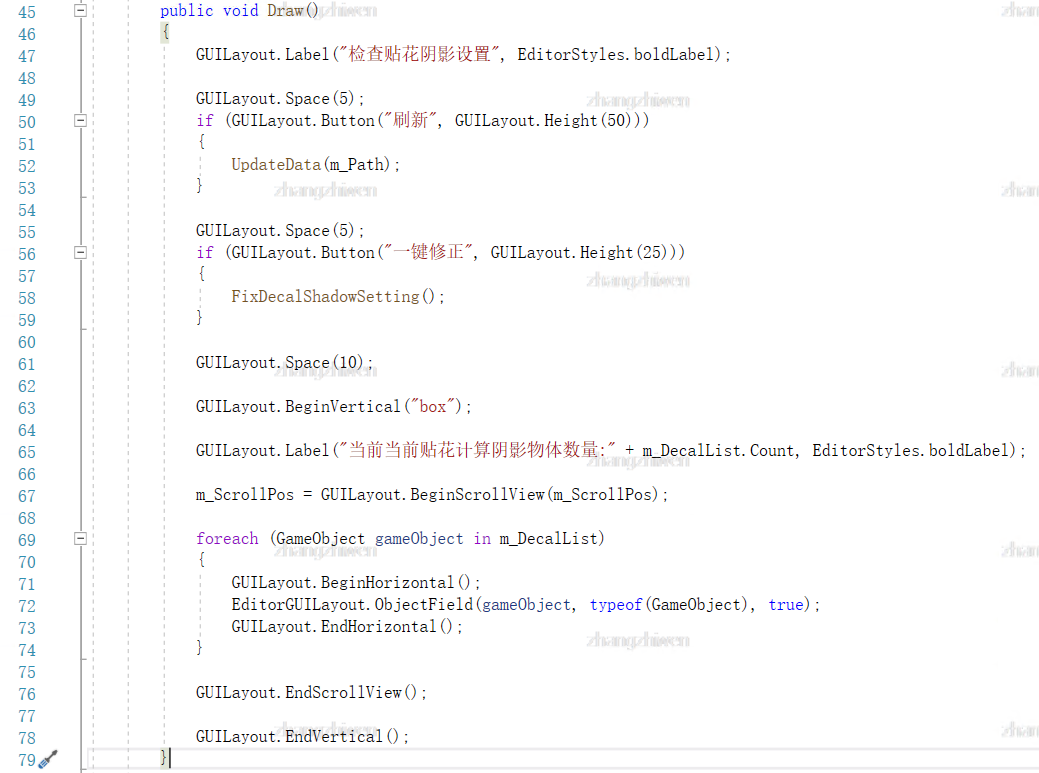 45 public void Draw()
46 {
47 GUILayout.Label("检查贴花阴影设置", EditorStyles.boldLabel);
48
49 GUILayout.Space(5);
50 if (GUILayout.Button("刷新", GUILayout.Height(50)))
51 {
52 UpdateData(m_Path);
53 }
54
55 GUILayout.Space(5);
56 if (GUILayout.Button("一键修正", GUILayout.Height(25)))
57 {
58 FixDecalShadowSetting();
59 }
60
61 GUILayout.Space(10);
62
63 GUILayout.BeginVertical("box");
64
65 GUILayout.Label("当前当前贴花计算阴影物体数量:" + m_DecalList.Count, EditorStyles.boldLabel);
66
67 m_ScrollPos = GUILayout.BeginScrollView(m_ScrollPos);
68
69 foreach (GameObject gameObject in m_DecalList)
70 {
71 GUILayout.BeginHorizontal();
72 EditorGUILayout.ObjectField(gameObject, typeof(GameObject), true);
73 GUILayout.EndHorizontal();
74 }
75
76 GUILayout.EndScrollView();
77
78 GUILayout.EndVertical();
79 }
zhangzhiwen